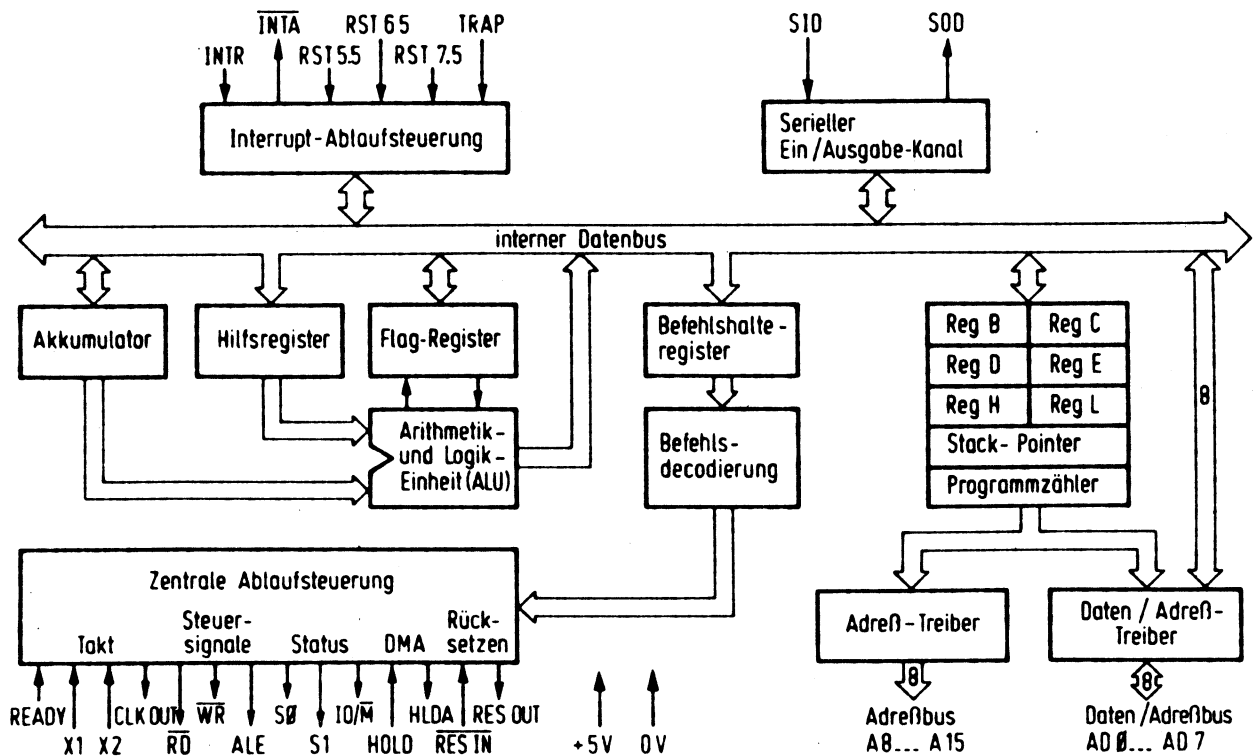 INTA RST 6.5 TRAP SID SOD
INTR RST 5.5 RST 7.5
Interrupt-Ablaufsteuerung
Serieller
Ein/Ausgabe-Kanal
interner Datenbus
Akkumulator
Hilfsregister
Flag-Register
Befehlshalte-
register
Reg B Reg C
Reg D Reg E
Reg H Reg L
Stack-Pointer
Programmzähler
8
Arithmetik-
und Logik-
Einheit (ALU)
Befehls-
decodierung
Zentrale Ablaufsteuerung
Takt
Steuer-
signale
Status
DMA
Rück-
setzen
Adreß-Treiber
Daten / Adreß-
Treiber
8
8
READY CLK OUT WR SØ IO/M HLDA RES OUT
X1 X2 RD ALE S1 HOLD RES IN +5V 0V
Adreßbus
A8... A15
Daten/Adreßbus
AD Ø... AD 7